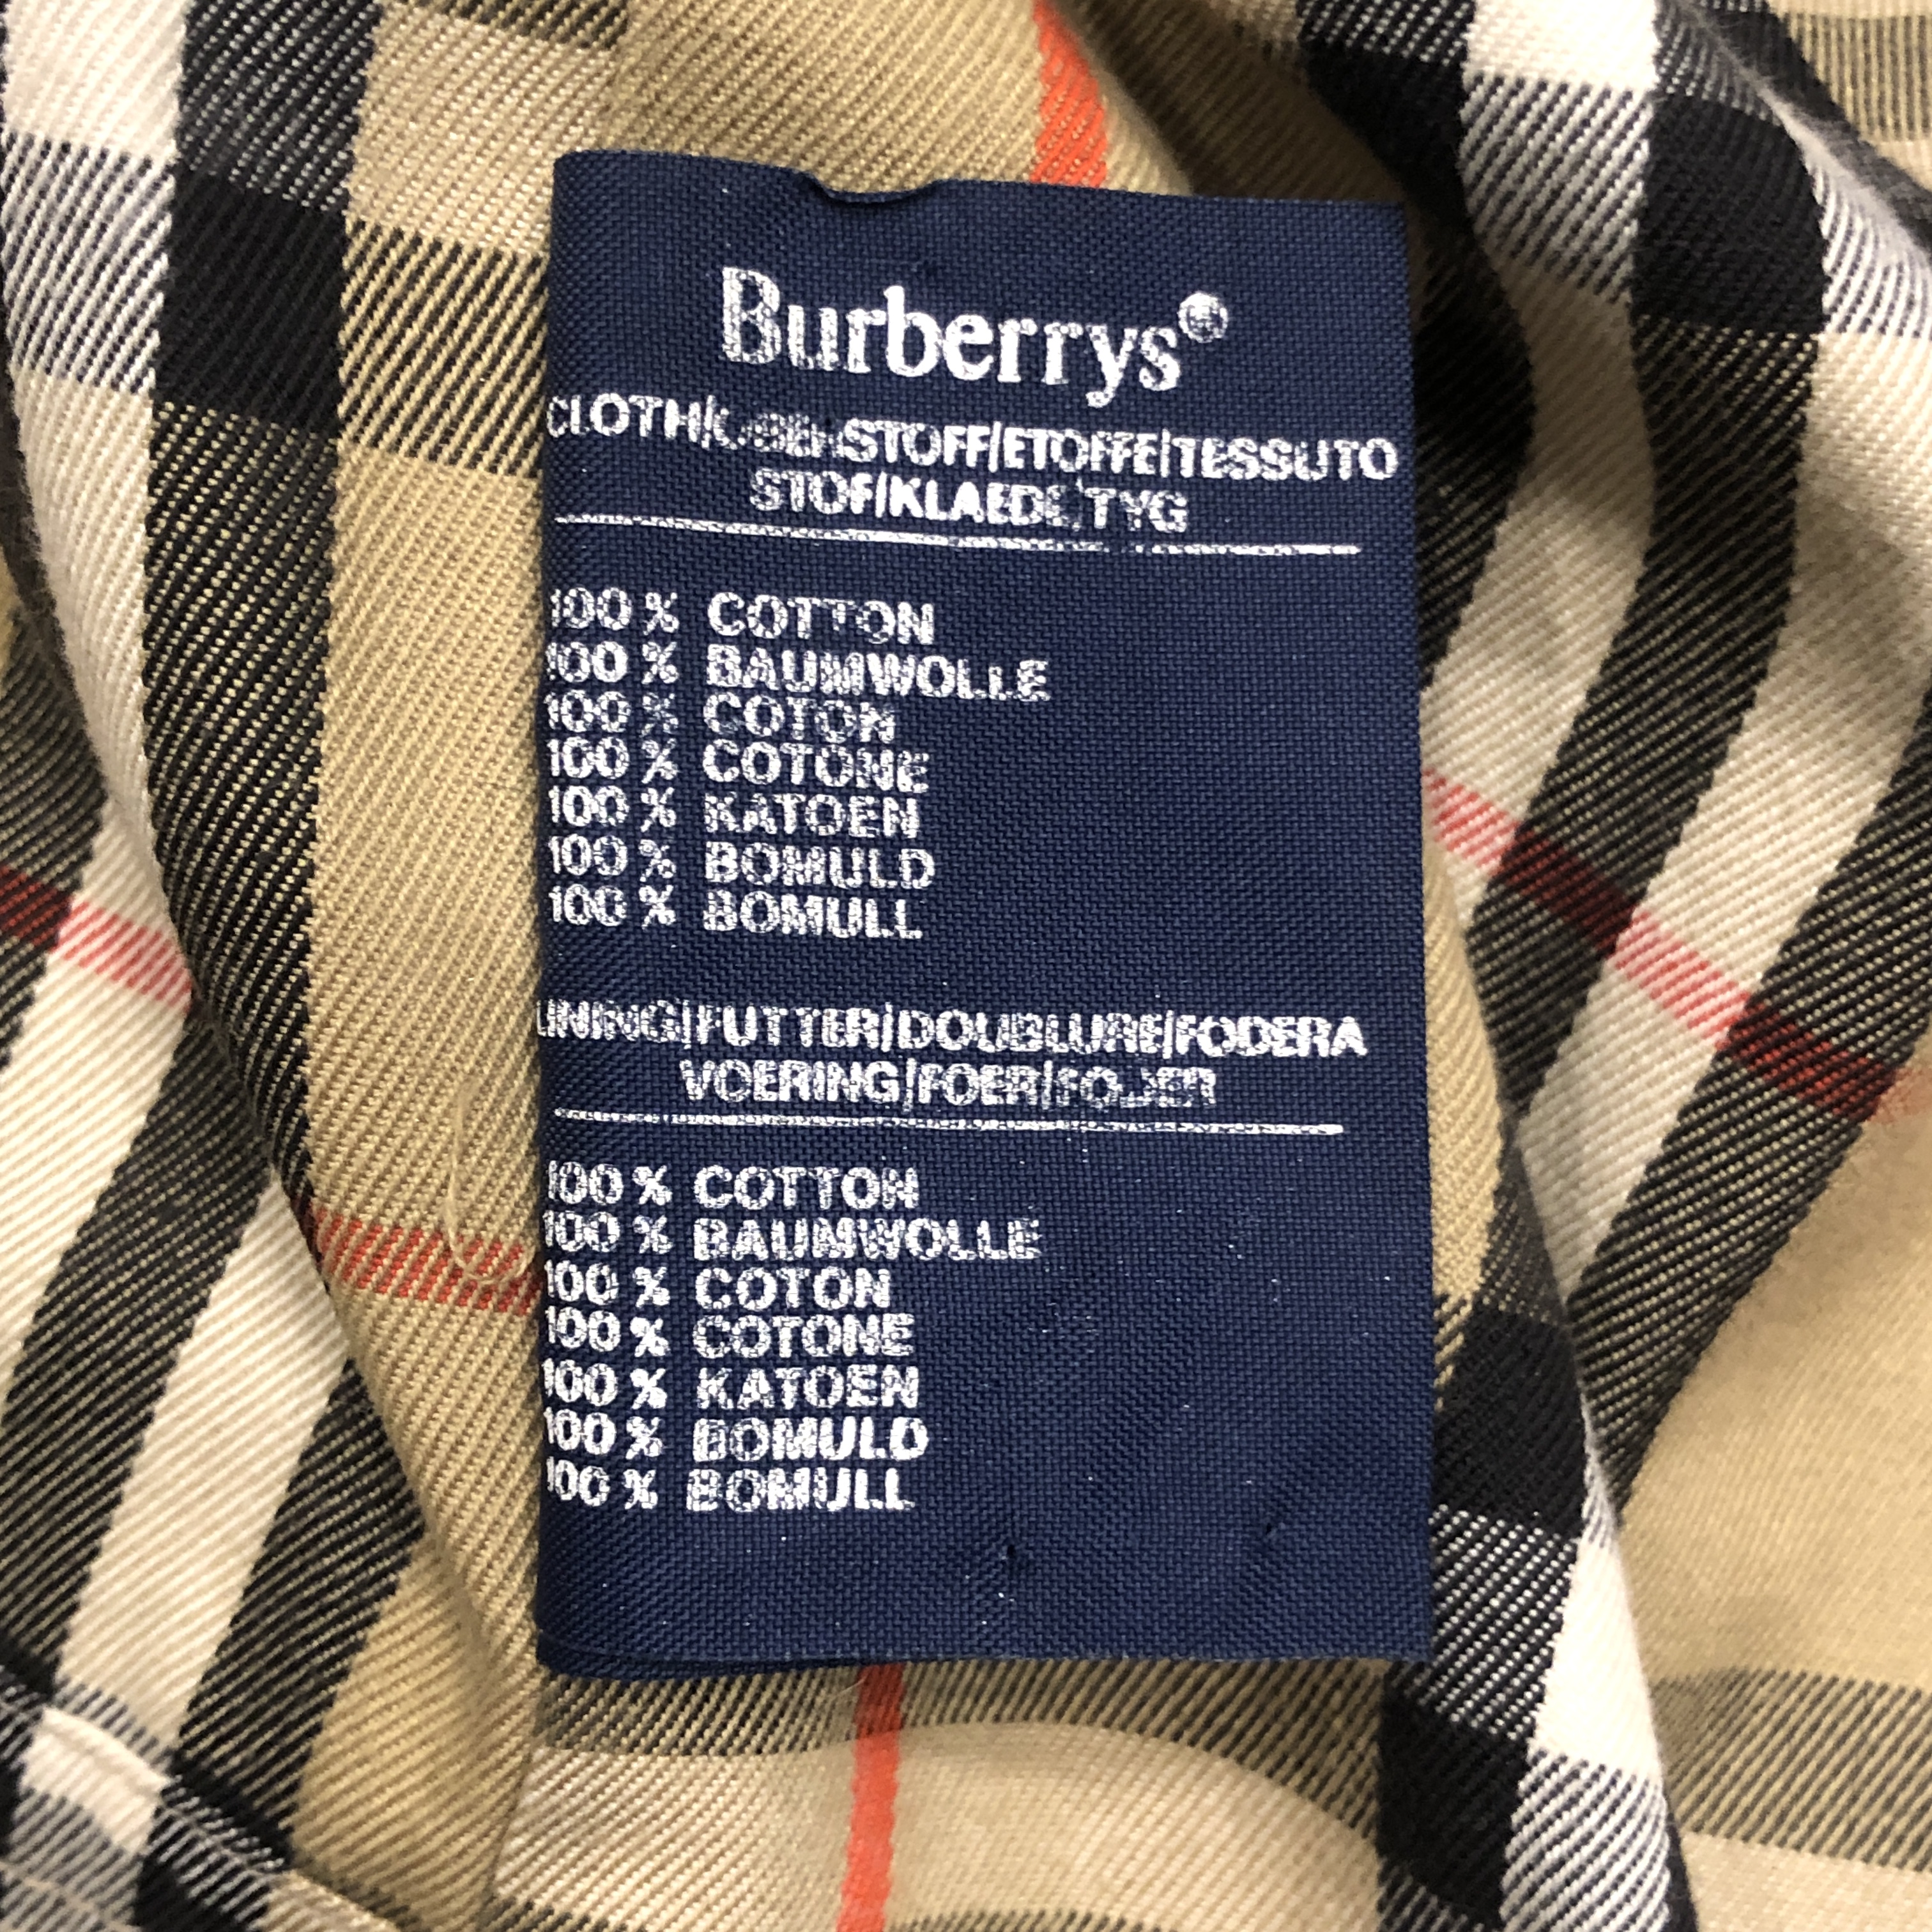 Burberrys®
CLOTH/OBERSTOFF/ETOFFE/TESSUTO
STOF/KLAEDE/TYG
100 % COTTON
100 % BAUMWOLLE
100 % COTON
100 % COTONE
100 % KATOEN
100 % BOMULD
100 % BOMULL
LINING/FUTTER/DOUBLURE/FODERA
VOERING/FOER/FODER
100 % COTTON
100 % BAUMWOLLE
100 % COTON
100 % COTONE
100 % KATOEN
100 % BOMULD
100 % BOMULL